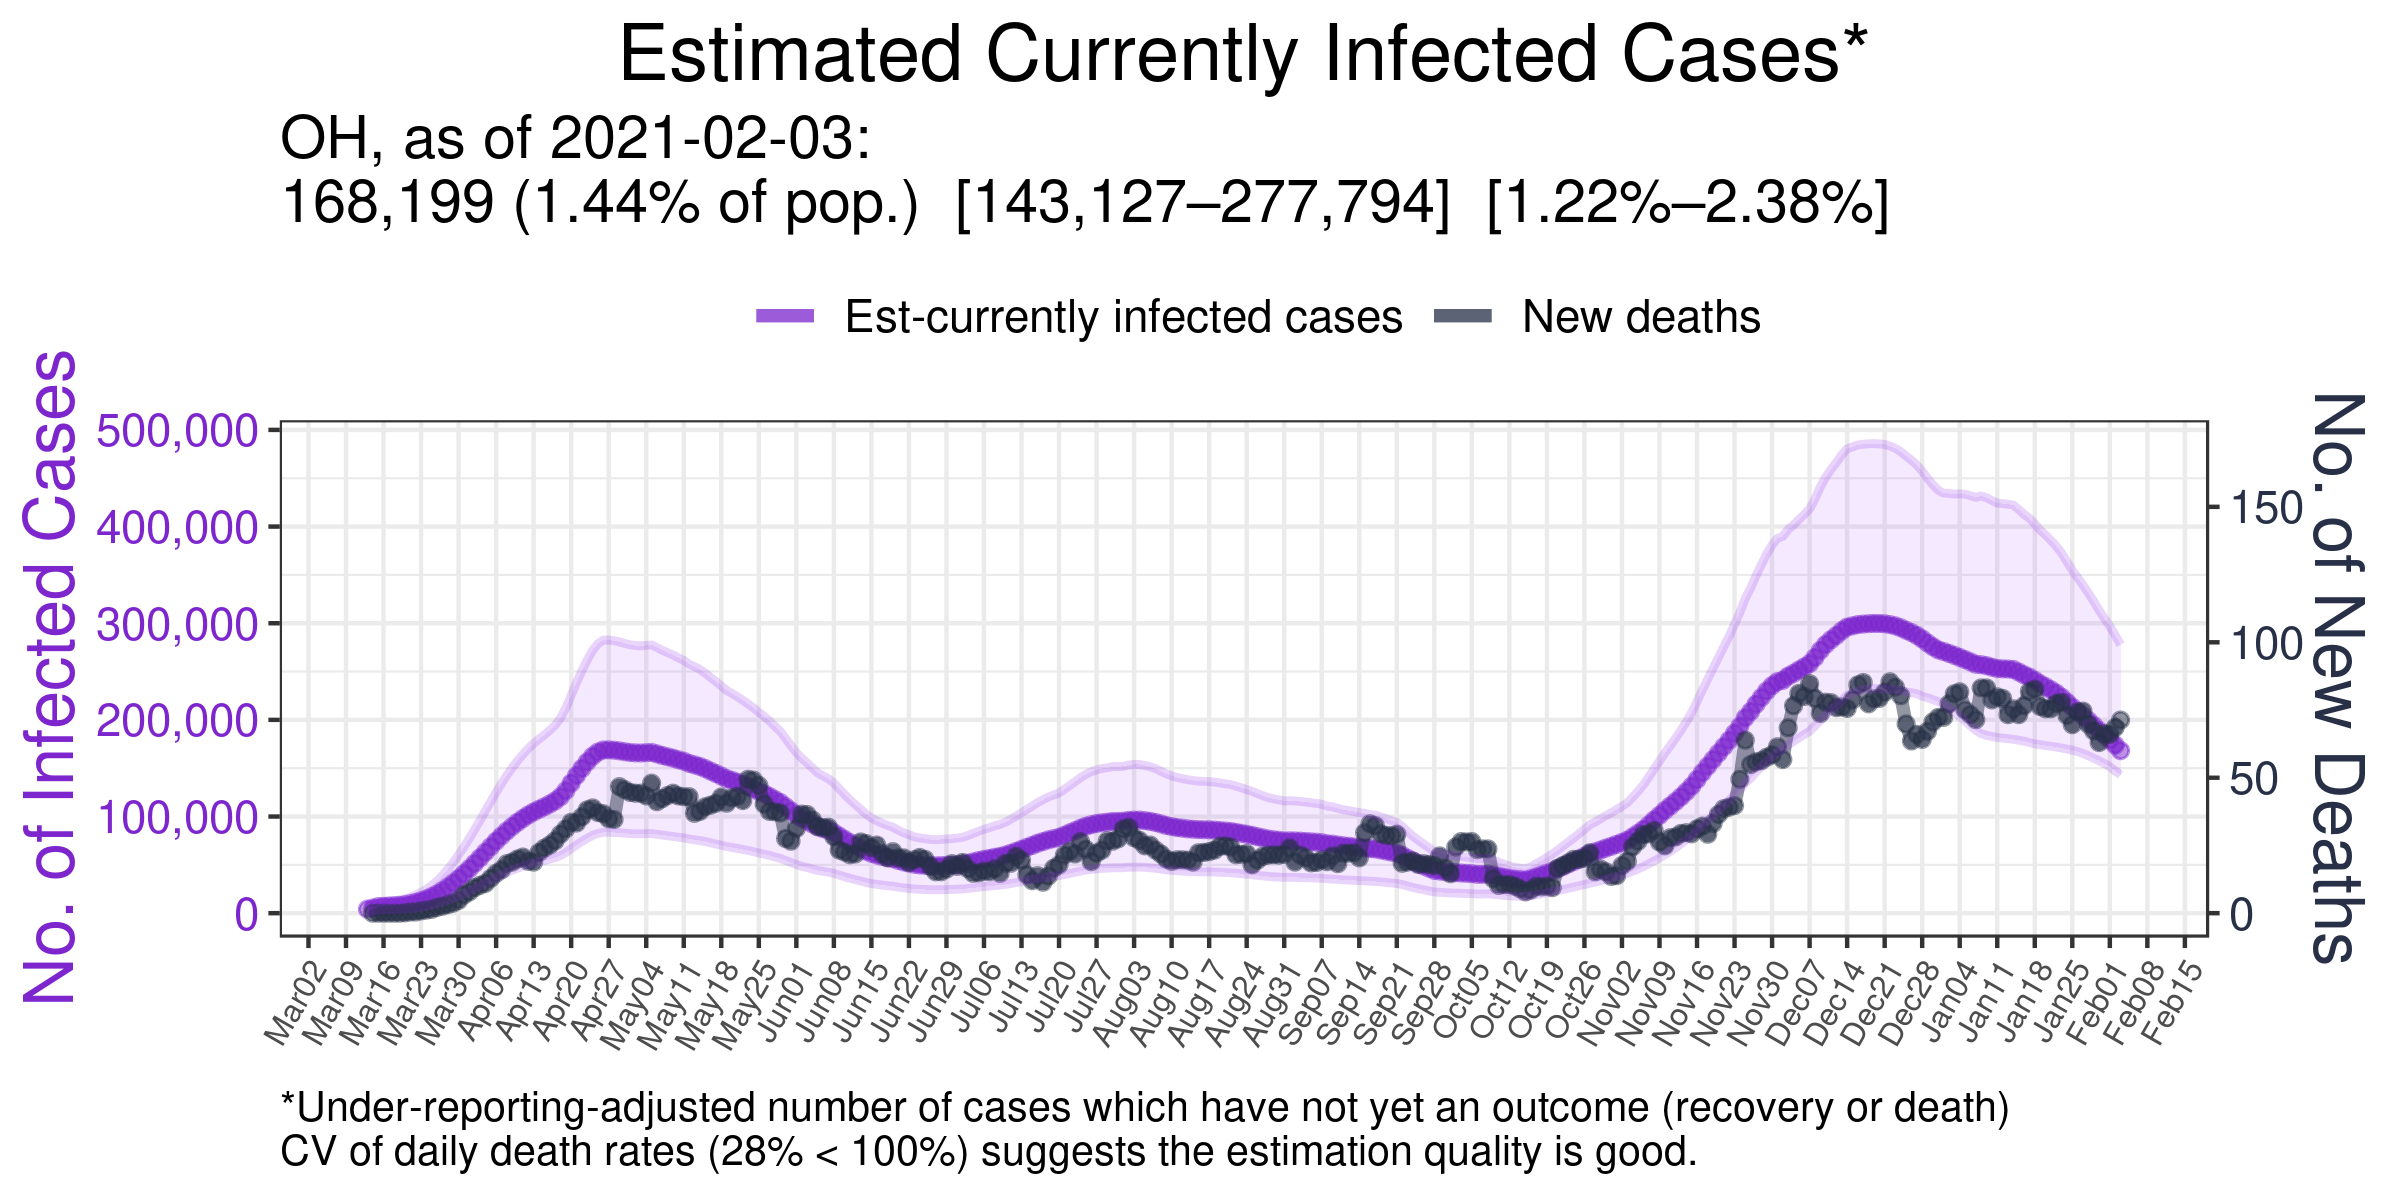 Estimated Currently Infected Cases*
OH, as of 2021-02-03:
168,199 (1.44% of pop.)  [143,127–277,794]  [1.22%–2.38%]
Est-currently infected cases
New deaths
No. of Infected Cases
500,000
400,000
300,000
200,000
100,000
0
150
100
50
0
No. of New Deaths
Mar02
Mar09
Mar16
Mar23
Mar30
Apr06
Apr13
Apr20
Apr27
May04
May11
May18
May25
Jun01
Jun08
Jun15
Jun22
Jun29
Jul06
Jul13
Jul20
Jul27
Aug03
Aug10
Aug17
Aug24
Aug31
Sep07
Sep14
Sep21
Sep28
Oct05
Oct12
Oct19
Oct26
Nov02
Nov09
Nov16
Nov23
Nov30
Dec07
Dec14
Dec21
Dec28
Jan04
Jan11
Jan18
Jan25
Feb01
Feb08
Feb15
*Under-reporting-adjusted number of cases which have not yet an outcome (recovery or death)
CV of daily death rates (28% < 100%) suggests the estimation quality is good.